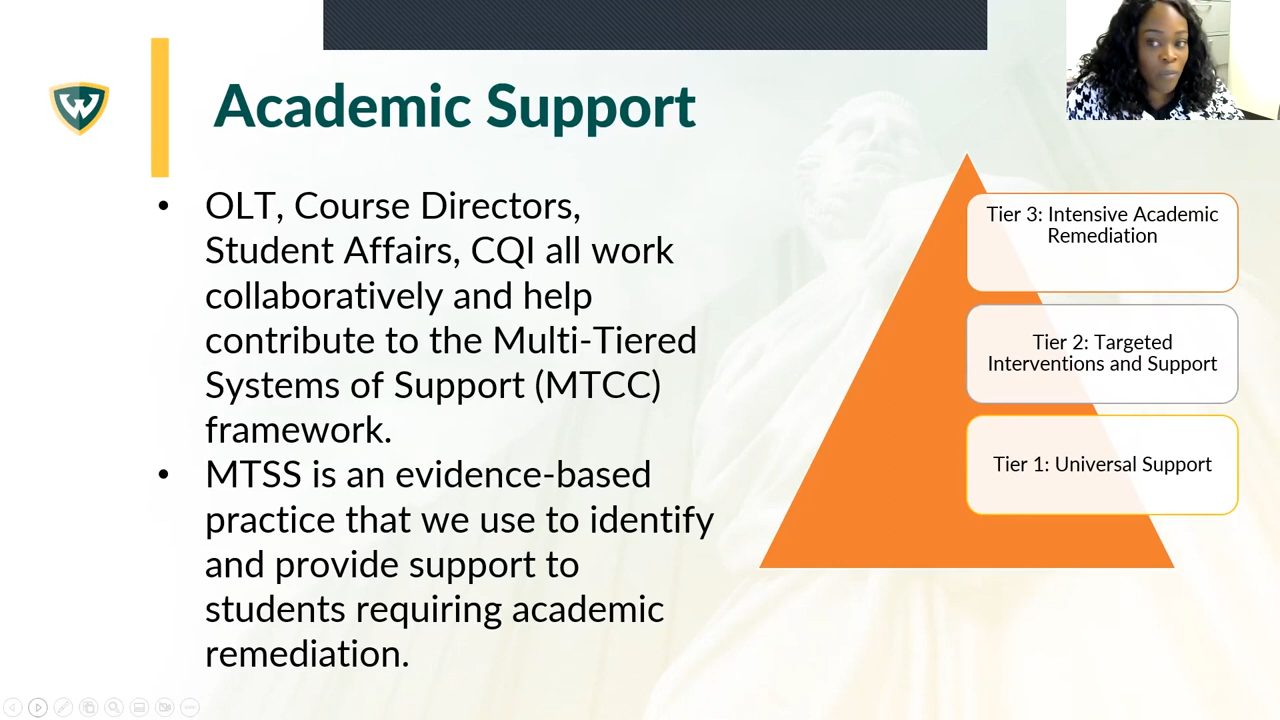 Academic Support
• OLT, Course Directors,
Student Affairs, CQI all work
collaboratively and help
contribute to the Multi-Tiered
Systems of Support (MTCC)
framework.
• MTSS is an evidence-based
practice that we use to identify
and provide support to
students requiring academic
remediation.
Tier 3: Intensive Academic
Remediation
Tier 2: Targeted
Interventions and Support
Tier 1: Universal Support